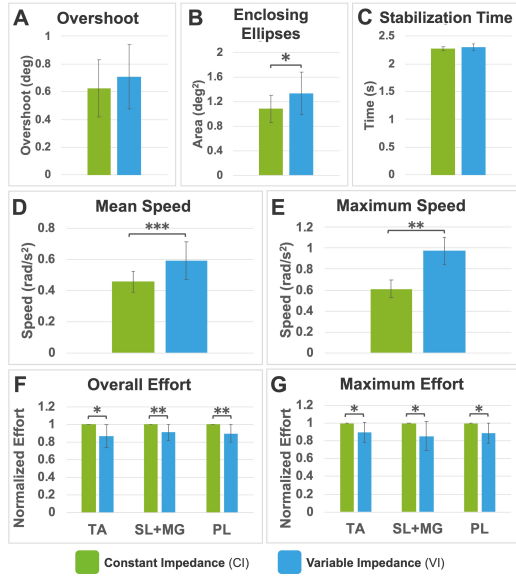 A Overshoot
Overshoot (deg)
1
0.8
0.6
0.4
0.2
0
B Enclosing
Ellipses
Area (deg²)
2
1.6
1.2
0.8
0.4
0
*
C Stabilization Time
Time (s)
2.5
2
1.5
1
0.5
0
D Mean Speed
Speed (rad/s²)
0.8
0.6
0.4
0.2
0
***
E Maximum Speed
Speed (rad/s²)
1.2
1
0.8
0.6
0.4
0.2
0
**
F Overall Effort
Normalized Effort
1.2
1
0.8
0.6
0.4
0.2
0
* ** **
TA SL+MG PL
G Maximum Effort
Normalized Effort
1.2
1
0.8
0.6
0.4
0.2
0
* * *
TA SL+MG PL
Constant Impedance (CI) Variable Impedance (VI)